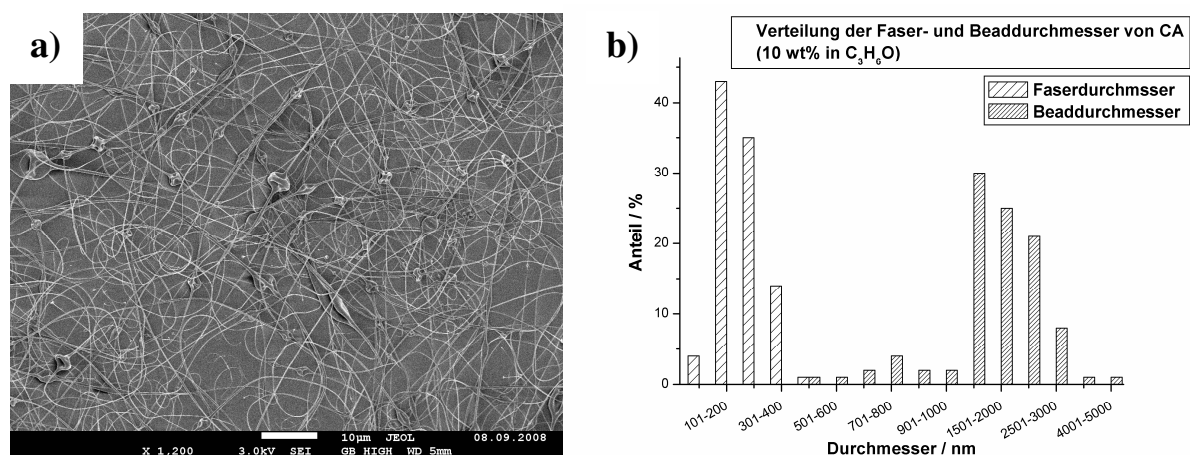 a)
X 1,200 3.0kV SEI
10µm JEOL 08.09.2008
GB HIGH WD 5mm
b)
Verteilung der Faser- und Beaddurchmesser von CA
(10 wt% in C₃H₆O)
Faserdurchmsser
Beaddurchmesser
Anteil / %
40
30
20
10
0
101-200
301-400
501-600
701-800
901-1000
1501-2000
2501-3000
4001-5000
Durchmesser / nm